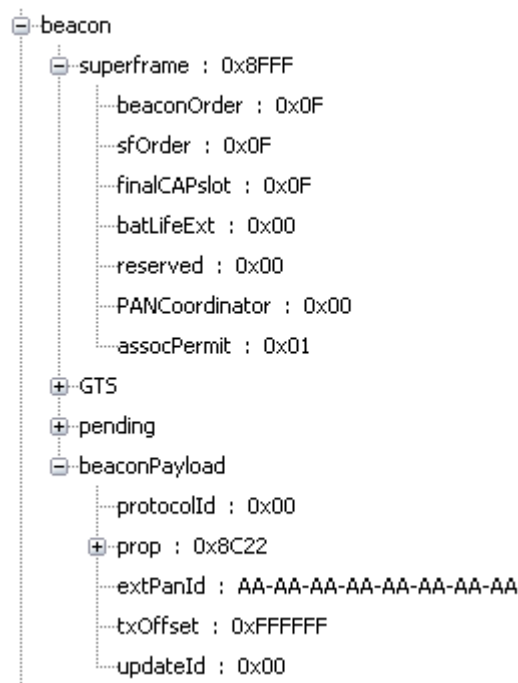 beacon
superframe : 0x8FFF
beaconOrder : 0x0F
sfOrder : 0x0F
finalCAPslot : 0x0F
batLifeExt : 0x00
reserved : 0x00
PANCoordinator : 0x00
assocPermit : 0x01
GTS
pending
beaconPayload
protocolId : 0x00
prop : 0x8C22
extPanId : AA-AA-AA-AA-AA-AA-AA-AA
txOffset : 0xFFFFFF
updateId : 0x00